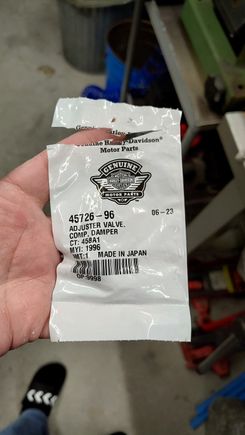 Genuine Harley-Davidson®
Motor Parts
GENUINE
MOTOR PARTS
45726-96 06-23
ADJUSTER VALVE,
COMP. DAMPER
CT: 458A1
MYI: 1996
MADE IN JAPAN